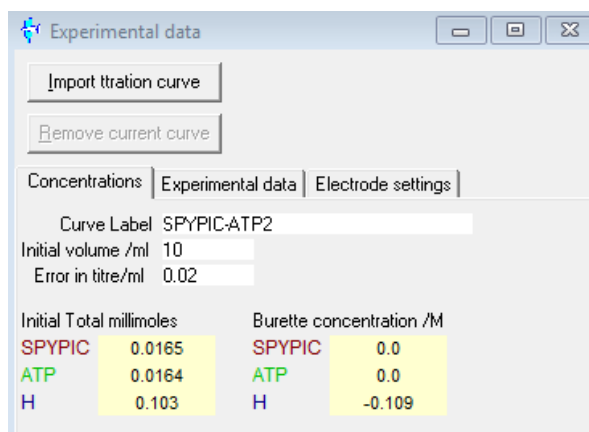 Experimental data
Import ttration curve
Remove current curve
Concentrations Experimental data Electrode settings
Curve Label SPYPIC-ATP2
Initial volume /ml 10
Error in titre/ml 0.02
Initial Total millimoles Burette concentration /M
SPYPIC 0.0165 SPYPIC 0.0
ATP 0.0164 ATP 0.0
H 0.103 H -0.109